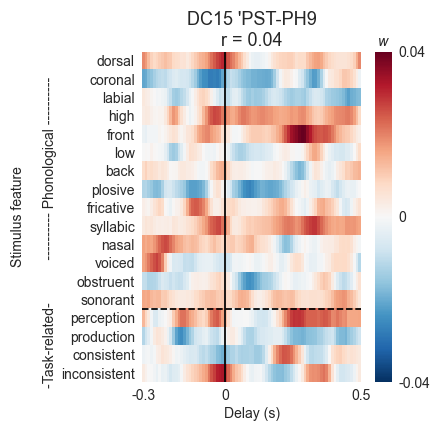 DC15 'PST-PH9
r = 0.04
w
dorsal
coronal
labial
high
front
low
back
plosive
fricative
syllabic
nasal
voiced
obstruent
sonorant
perception
production
consistent
inconsistent
Stimulus feature
---------- Phonological ----------
-Task-related-
-0.3
0
0.5
Delay (s)
0.04
0
-0.04